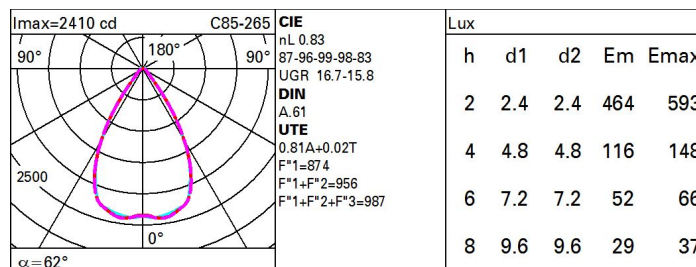 Imax=2410 cd C85-265
90° 180° 90°
2500
0°
α=62°
CIE
nL 0.83
87-96-99-98-83
UGR 16.7-15.8
DIN
A.61
UTE
0.81A+0.02T
F"1=874
F"1+F"2=956
F"1+F"2+F"3=987
Lux
h d1 d2 Em Emax
2 2.4 2.4 464 593
4 4.8 4.8 116 148
6 7.2 7.2 52 66
8 9.6 9.6 29 37